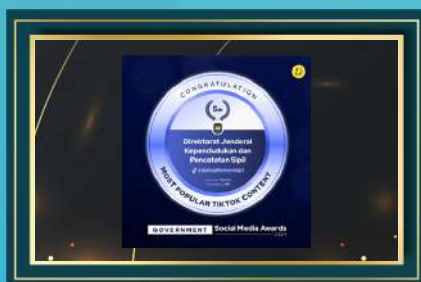 CONGRATULATION
Direktorat Jenderal
Kependudukan dan
Pencatatan Sipil
MOST POPULAR TIKTOK CONTENT
GOVERNMENT Social Media Awards